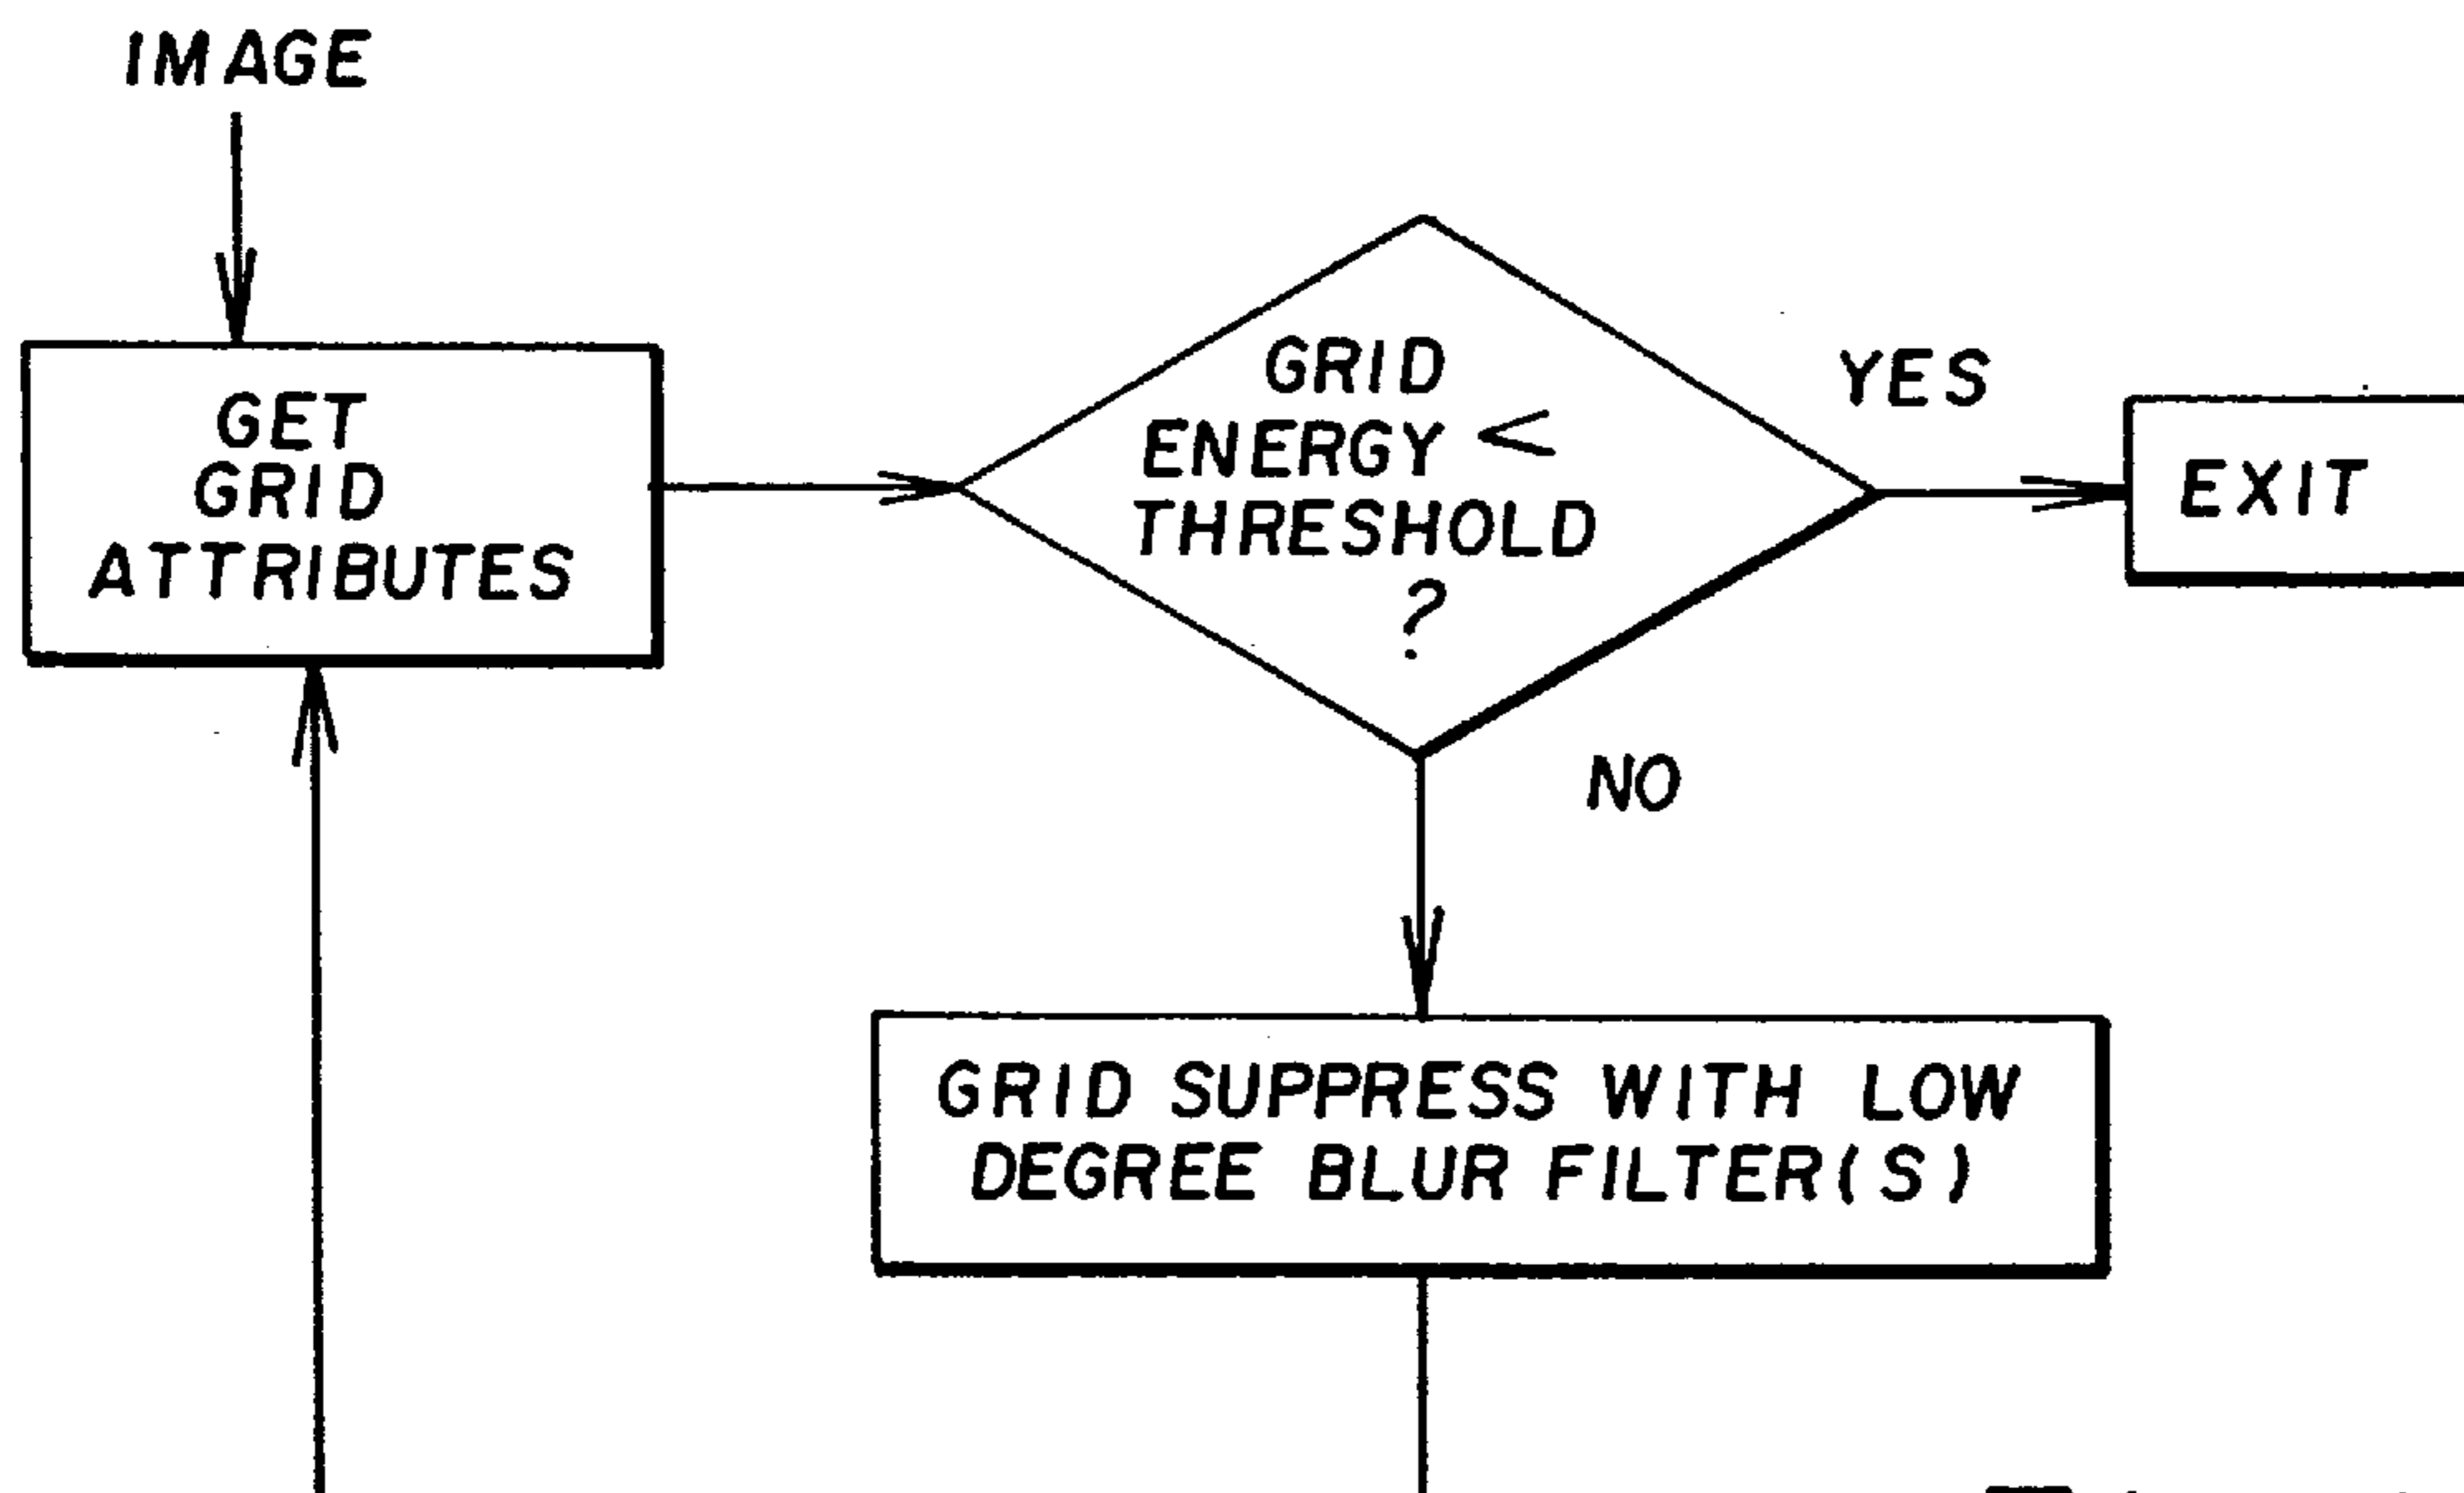 IMAGE
GET
GRID
ATTRIBUTES
GRID
ENERGY <
THRESHOLD
?
YES
EXIT
NO
GRID SUPPRESS WITH LOW
DEGREE BLUR FILTER(S)